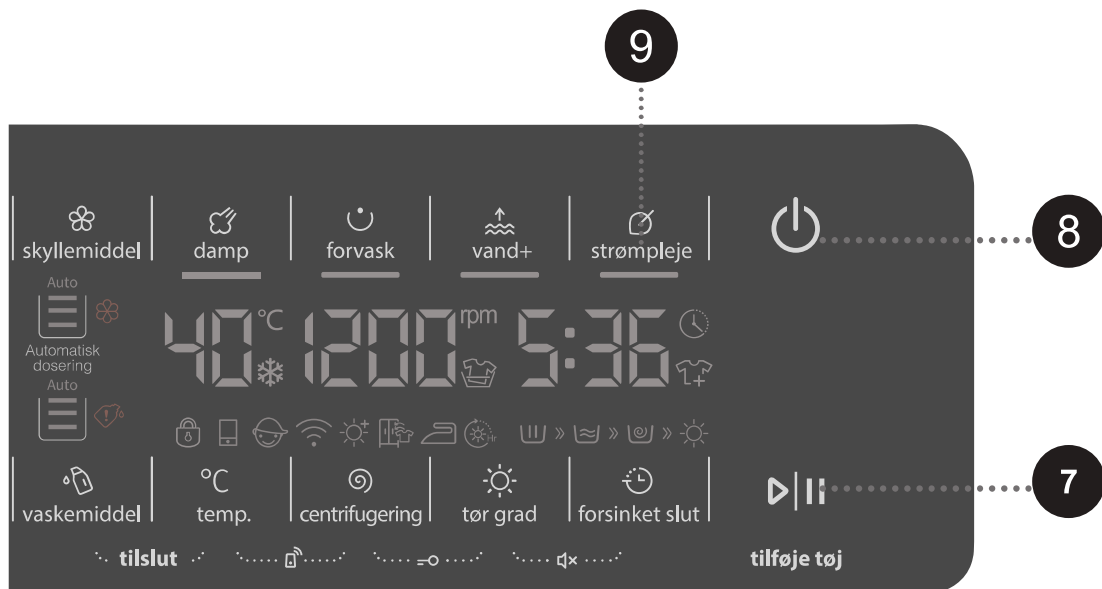 9
8
skyllemiddel damp forvask vand+ strømpleje
Auto
40 °C 1200 rpm 5:36
Automatisk
dosering
Auto
Hr
°C
vaskemiddel temp. centrifugering tør grad forsinket slut
7
tilslut tilføje tøj